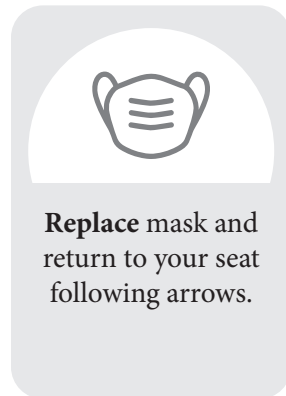 Replace mask and
return to your seat
following arrows.